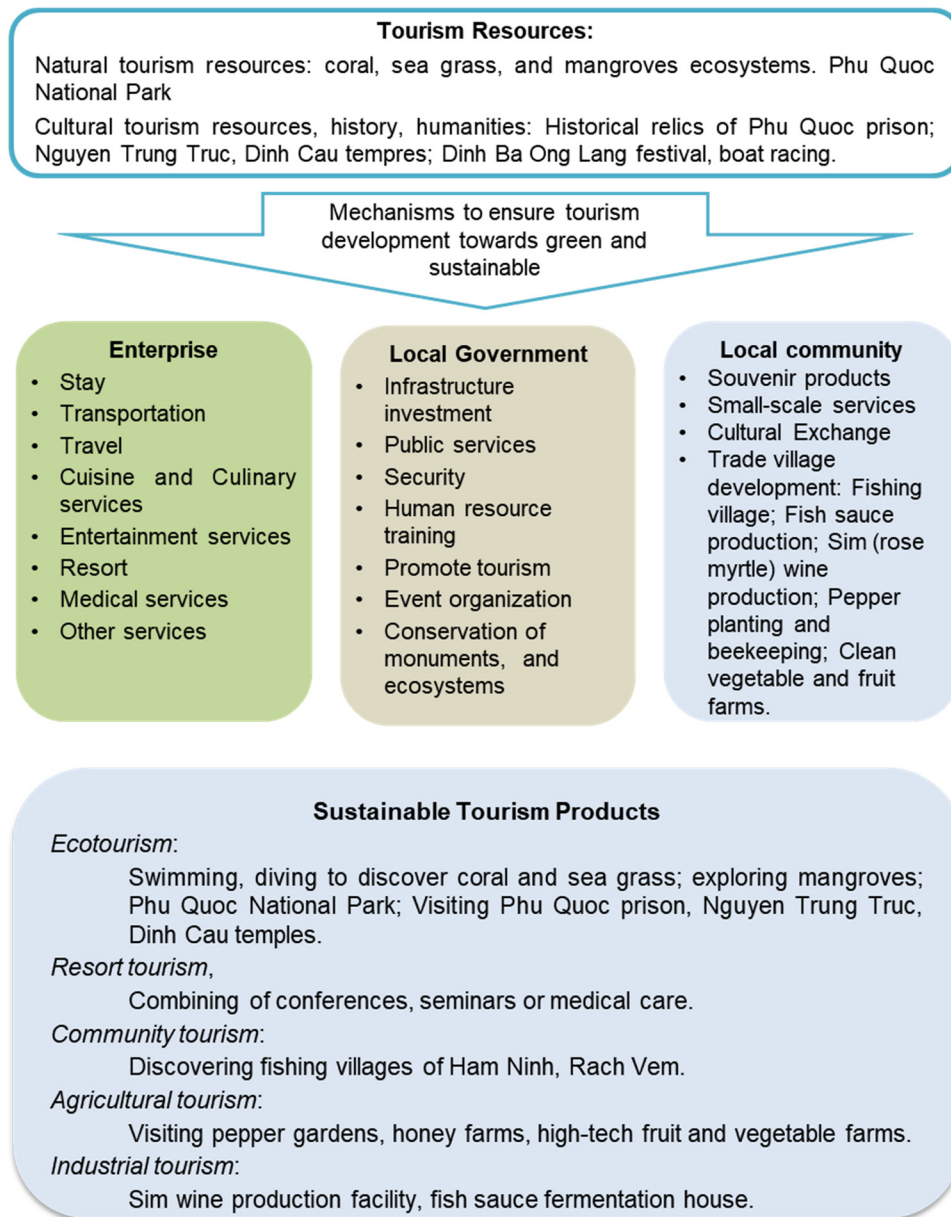 Tourism Resources:
Natural tourism resources: coral, sea grass, and mangroves ecosystems. Phu Quoc
National Park
Cultural tourism resources, history, humanities: Historical relics of Phu Quoc prison;
Nguyen Trung Truc, Dinh Cau tempres; Dinh Ba Ong Lang festival, boat racing.
Mechanisms to ensure tourism
development towards green and
sustainable
Enterprise
• Stay
• Transportation
• Travel
• Cuisine and Culinary
services
• Entertainment services
• Resort
• Medical services
• Other services
Local Government
• Infrastructure
investment
• Public services
• Security
• Human resource
training
• Promote tourism
• Event organization
• Conservation of
monuments, and
ecosystems
Local community
• Souvenir products
• Small-scale services
• Cultural Exchange
• Trade village
development: Fishing
village; Fish sauce
production; Sim (rose
myrtle) wine
production; Pepper
planting and
beekeeping; Clean
vegetable and fruit
farms.
Sustainable Tourism Products
Ecotourism:
Swimming, diving to discover coral and sea grass; exploring mangroves;
Phu Quoc National Park; Visiting Phu Quoc prison, Nguyen Trung Truc,
Dinh Cau temples.
Resort tourism,
Combining of conferences, seminars or medical care.
Community tourism:
Discovering fishing villages of Ham Ninh, Rach Vem.
Agricultural tourism:
Visiting pepper gardens, honey farms, high-tech fruit and vegetable farms.
Industrial tourism:
Sim wine production facility, fish sauce fermentation house.